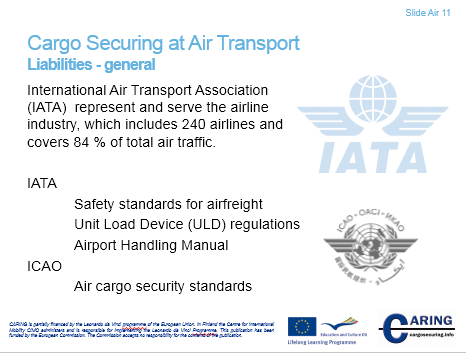 Slide Air 11
Cargo Securing at Air Transport
Liabilities - general
International Air Transport Association
(IATA) represent and serve the airline
industry, which includes 240 airlines and
covers 84 % of total air traffic.
IATA
IATA
Safety standards for airfreight
Unit Load Device (ULD) regulations
Airport Handling Manual
ICAO
Air cargo security standards
ICAO · OACI · ИКАО
CARING is partially financed by the Leonardo da Vinci programme of the European Union. In Finland the Centre for International
Mobility CIMO administers and is responsible for implementing the Leonardo da Vinci Programme. This publication has been
funded by the European Commission. The Commission accepts no responsibility for the contents of the publication.
Education and Culture DG
Lifelong Learning Programme
CARING
cargosecuring.info